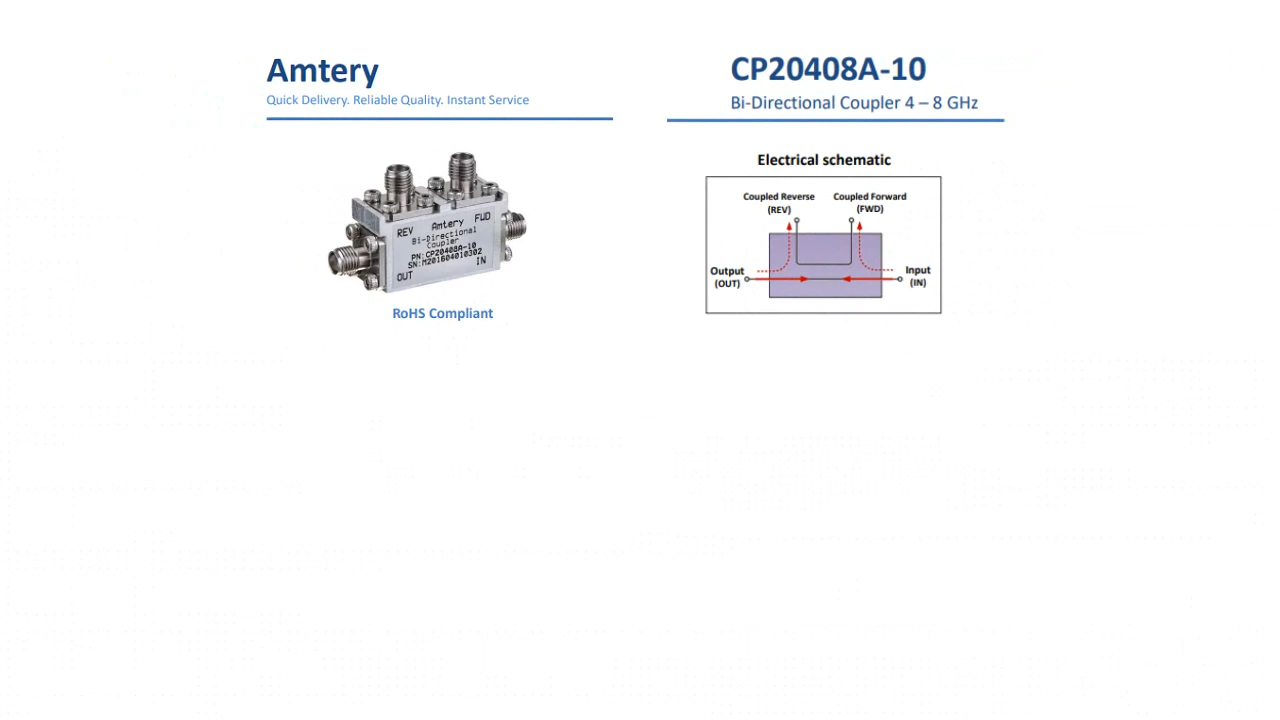 Amtery
Quick Delivery. Reliable Quality. Instant Service
REV Amtery FWD
Bi-Directional
Coupler
PN:CP20408A-10
SN:M201604010302
OUT IN
RoHS Compliant
CP20408A-10
Bi-Directional Coupler 4 – 8 GHz
Electrical schematic
Coupled Reverse
(REV)
Coupled Forward
(FWD)
Output
(OUT)
Input
(IN)